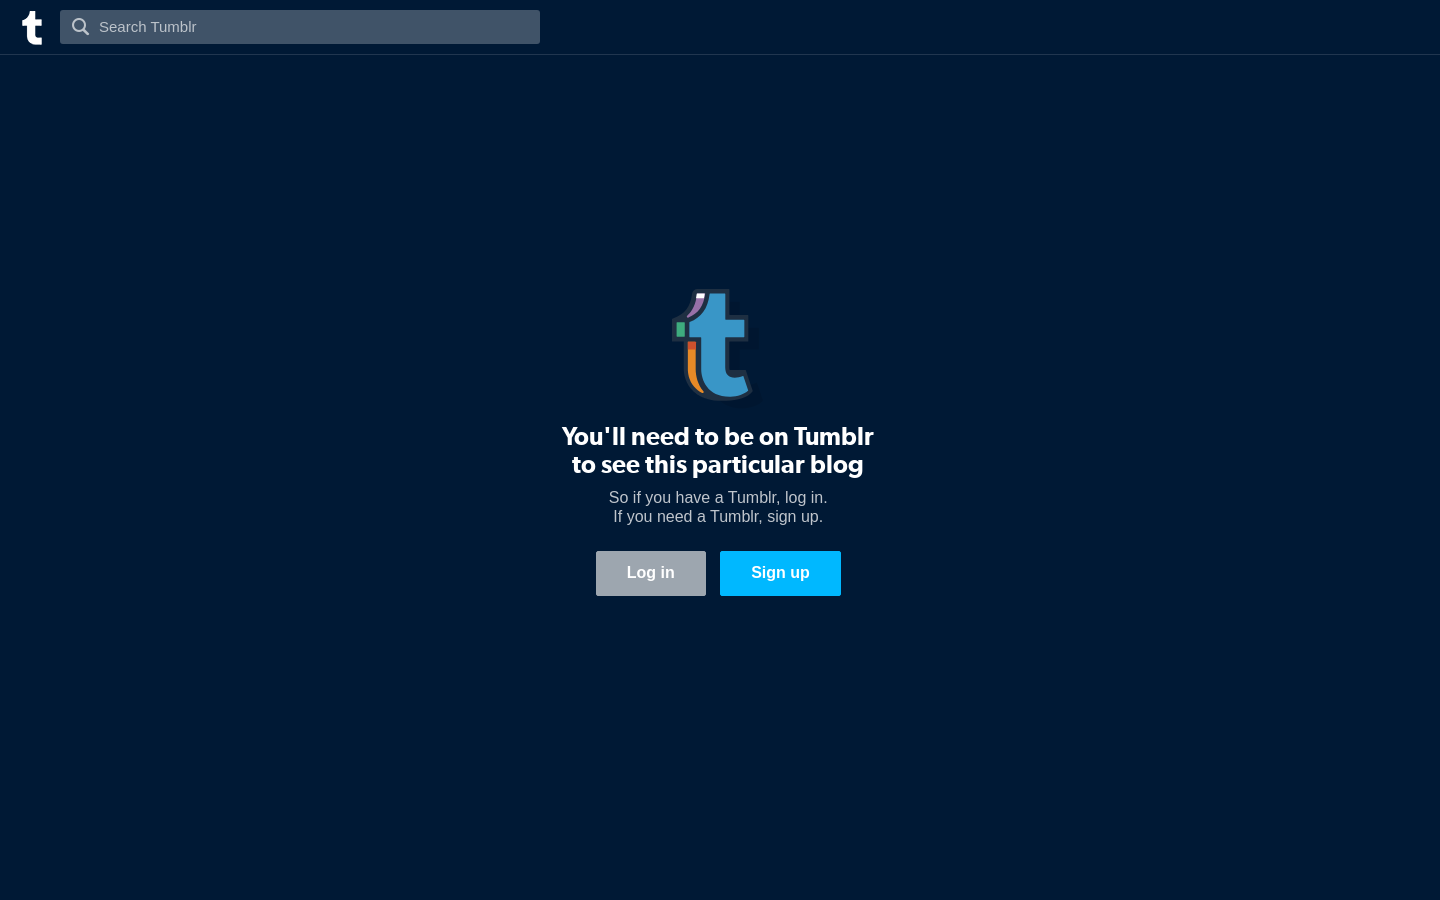 Search Tumblr
You'll need to be on Tumblr
to see this particular blog
So if you have a Tumblr, log in.
If you need a Tumblr, sign up.
Log in
Sign up